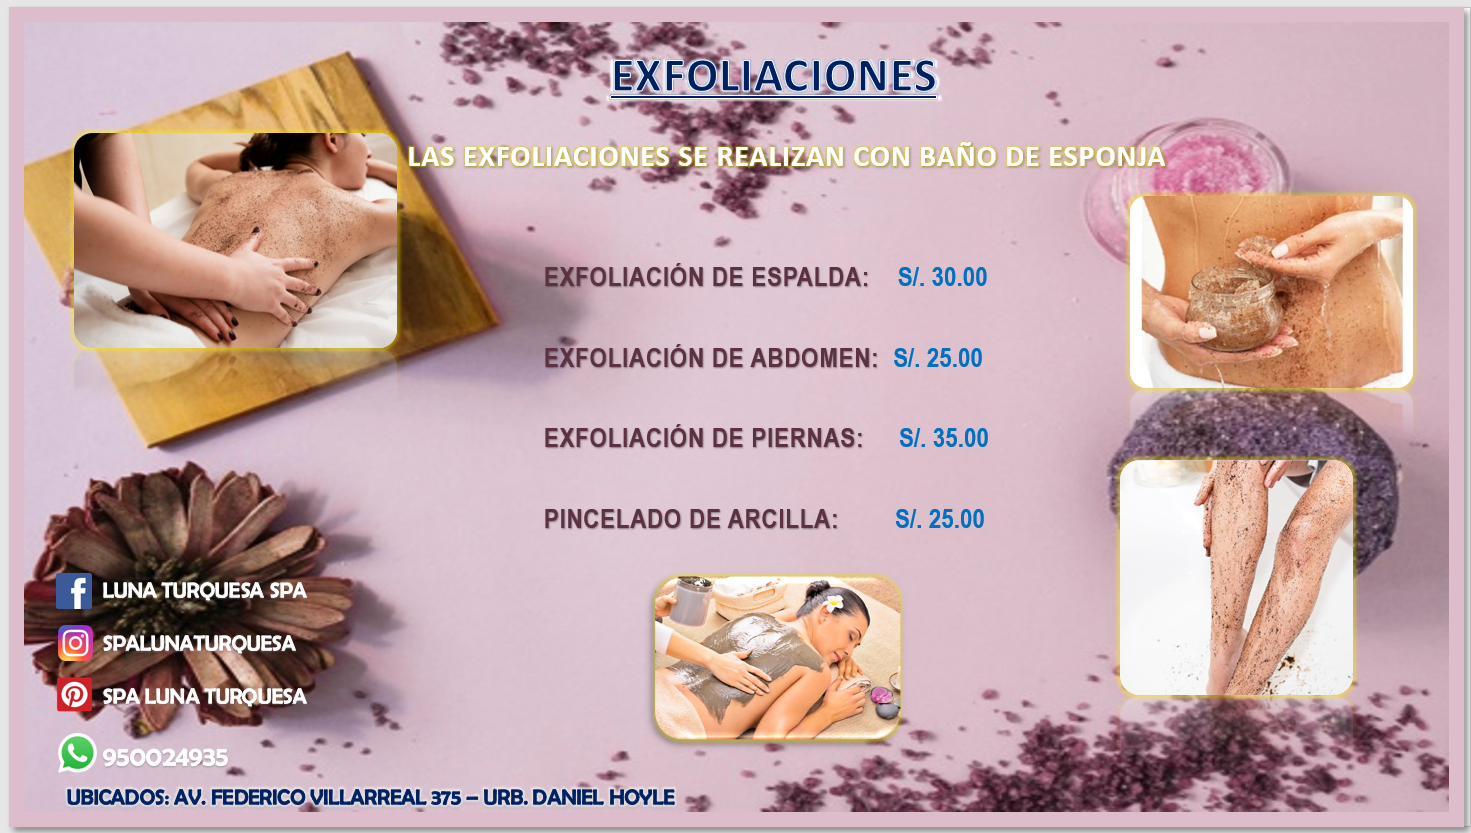 EXFOLIACIONES
LAS EXFOLIACIONES SE REALIZAN CON BAÑO DE ESPONJA
EXFOLIACIÓN DE ESPALDA: S/. 30.00
EXFOLIACIÓN DE ABDOMEN: S/. 25.00
EXFOLIACIÓN DE PIERNAS: S/. 35.00
PINCELADO DE ARCILLA: S/. 25.00
LUNA TURQUESA SPA
SPALUNATURQUESA
SPA LUNA TURQUESA
950024935
UBICADOS: AV. FEDERICO VILLARREAL 375 – URB. DANIEL HOYLE